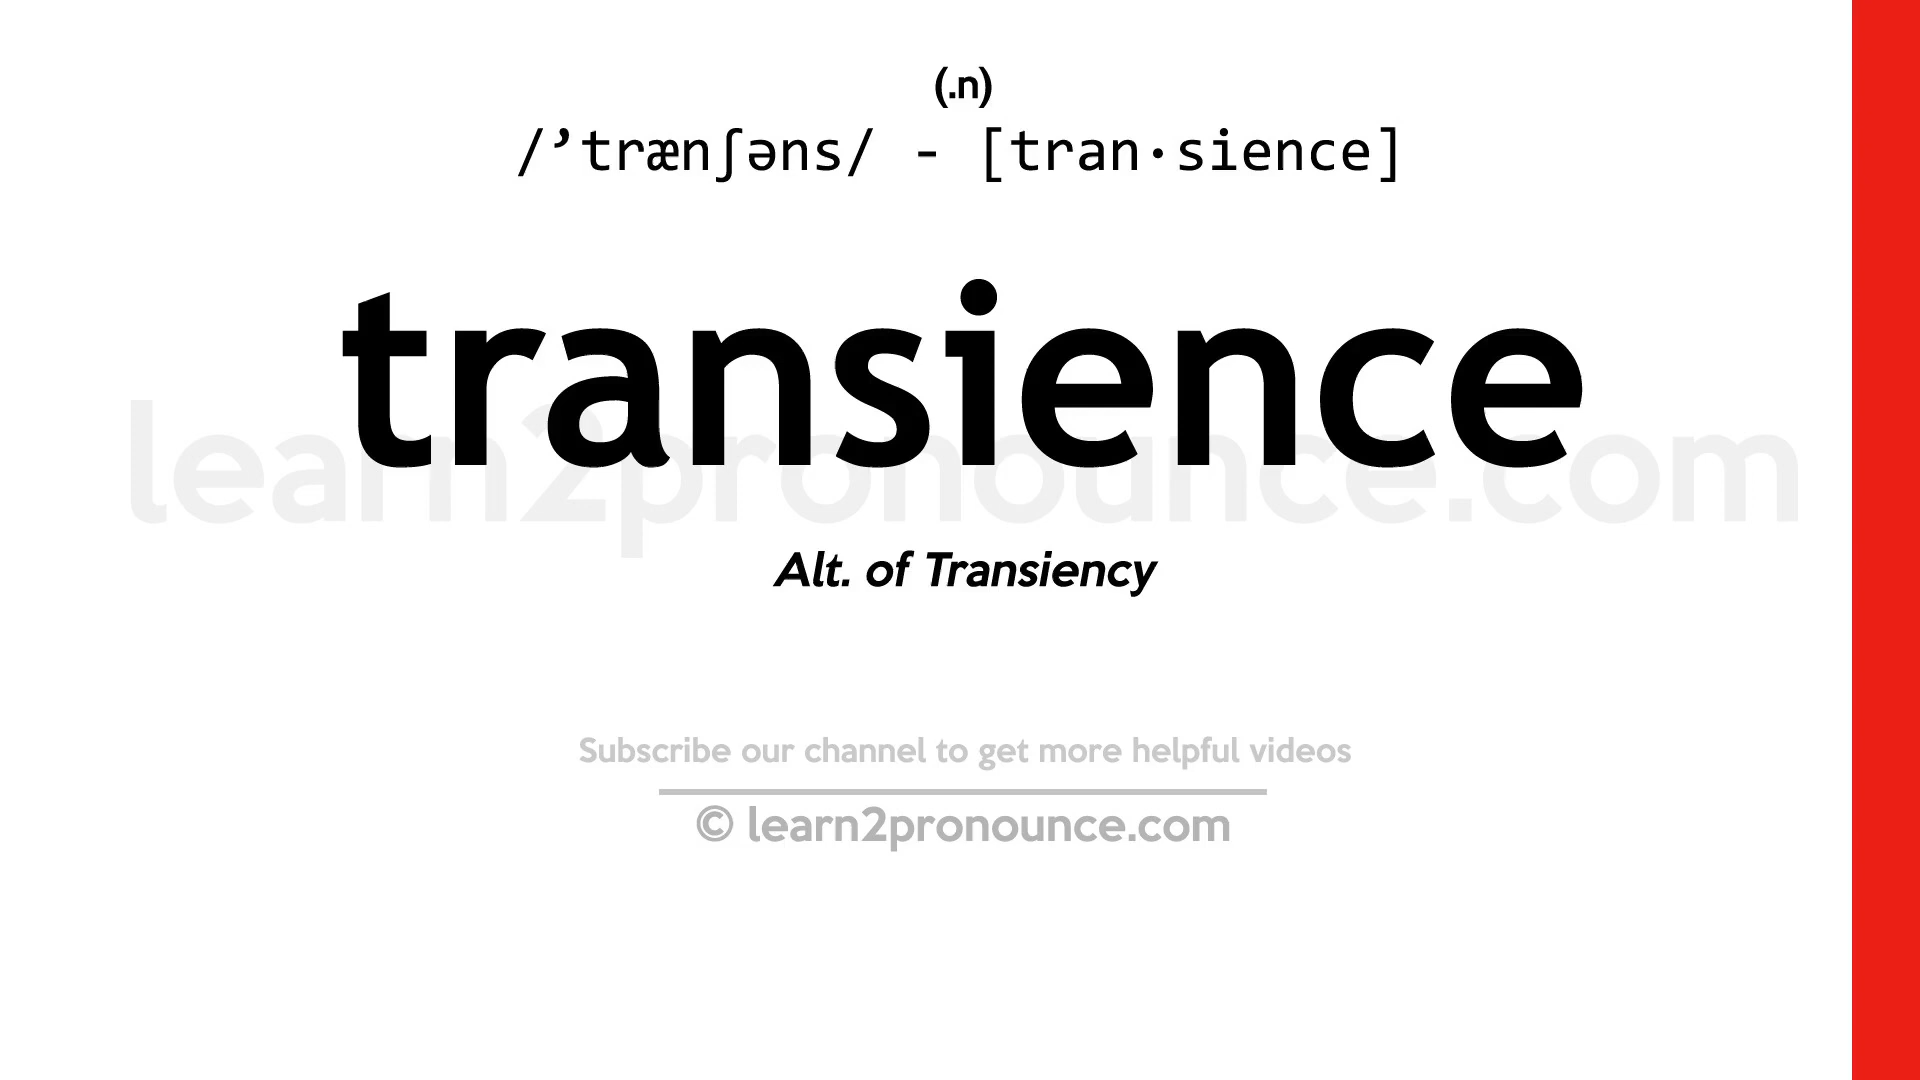 (.n)
/’trænʃəns/ - [tran·sience]
transience
learn2pronounce.com
Alt. of Transiency
Subscribe our channel to get more helpful videos
© learn2pronounce.com